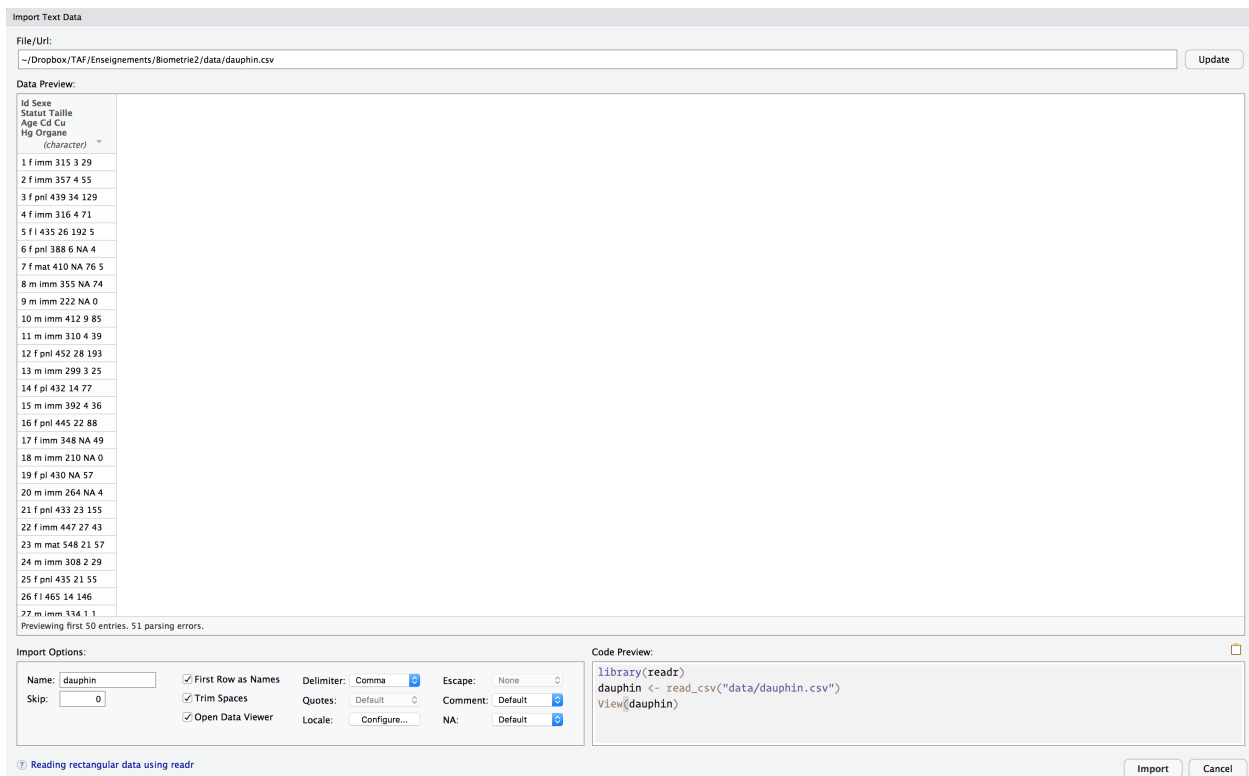 Import Text Data
File/Url:
~/Dropbox/TAF/Enseignements/Biometrie2/data/dauphin.csv
Update
Data Preview:
Id Sexe
Statut Taille
Age Cd Cu
Hg Organe
(character)
1 f imm 315 3 29
2 f imm 357 4 55
3 f pnl 439 34 129
4 f imm 316 4 71
5 f l 435 26 192 5
6 f pnl 388 6 NA 4
7 f mat 410 NA 76 5
8 m imm 355 NA 74
9 m imm 222 NA 0
10 m imm 412 9 85
11 m imm 310 4 39
12 f pnl 452 28 193
13 m imm 299 3 25
14 f pl 432 14 77
15 m imm 392 4 36
16 f pnl 445 22 88
17 f imm 348 NA 49
18 m imm 210 NA 0
19 f pl 430 NA 57
20 m imm 264 NA 4
21 f pnl 433 23 155
22 f imm 447 27 43
23 m mat 548 21 57
24 m imm 308 2 29
25 f pnl 435 21 55
26 f l 465 14 146
27 m imm 334 1 1
Previewing first 50 entries. 51 parsing errors.
Import Options:
Name: dauphin
Skip: 0
First Row as Names
Trim Spaces
Open Data Viewer
Delimiter: Comma
Quotes: Default
Locale: Configure...
Escape: None
Comment: Default
NA: Default
Code Preview:
library(readr)
dauphin <- read_csv("data/dauphin.csv")
View(dauphin)
? Reading rectangular data using readr
Import
Cancel